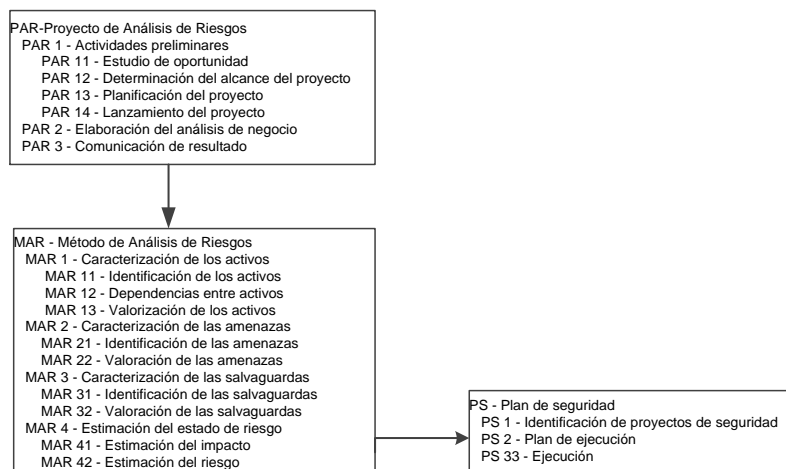 PAR-Proyecto de Análisis de Riesgos
PAR 1 - Actividades preliminares
PAR 11 - Estudio de oportunidad
PAR 12 - Determinación del alcance del proyecto
PAR 13 - Planificación del proyecto
PAR 14 - Lanzamiento del proyecto
PAR 2 - Elaboración del análisis de negocio
PAR 3 - Comunicación de resultado
MAR - Método de Análisis de Riesgos
MAR 1 - Caracterización de los activos
MAR 11 - Identificación de los activos
MAR 12 - Dependencias entre activos
MAR 13 - Valorización de los activos
MAR 2 - Caracterización de las amenazas
MAR 21 - Identificación de las amenazas
MAR 22 - Valoración de las amenazas
MAR 3 - Caracterización de las salvaguardas
MAR 31 - Identificación de las salvaguardas
MAR 32 - Valoración de las salvaguardas
MAR 4 - Estimación del estado de riesgo
MAR 41 - Estimación del impacto
MAR 42 - Estimación del riesgo
PS - Plan de seguridad
PS 1 - Identificación de proyectos de seguridad
PS 2 - Plan de ejecución
PS 33 - Ejecución